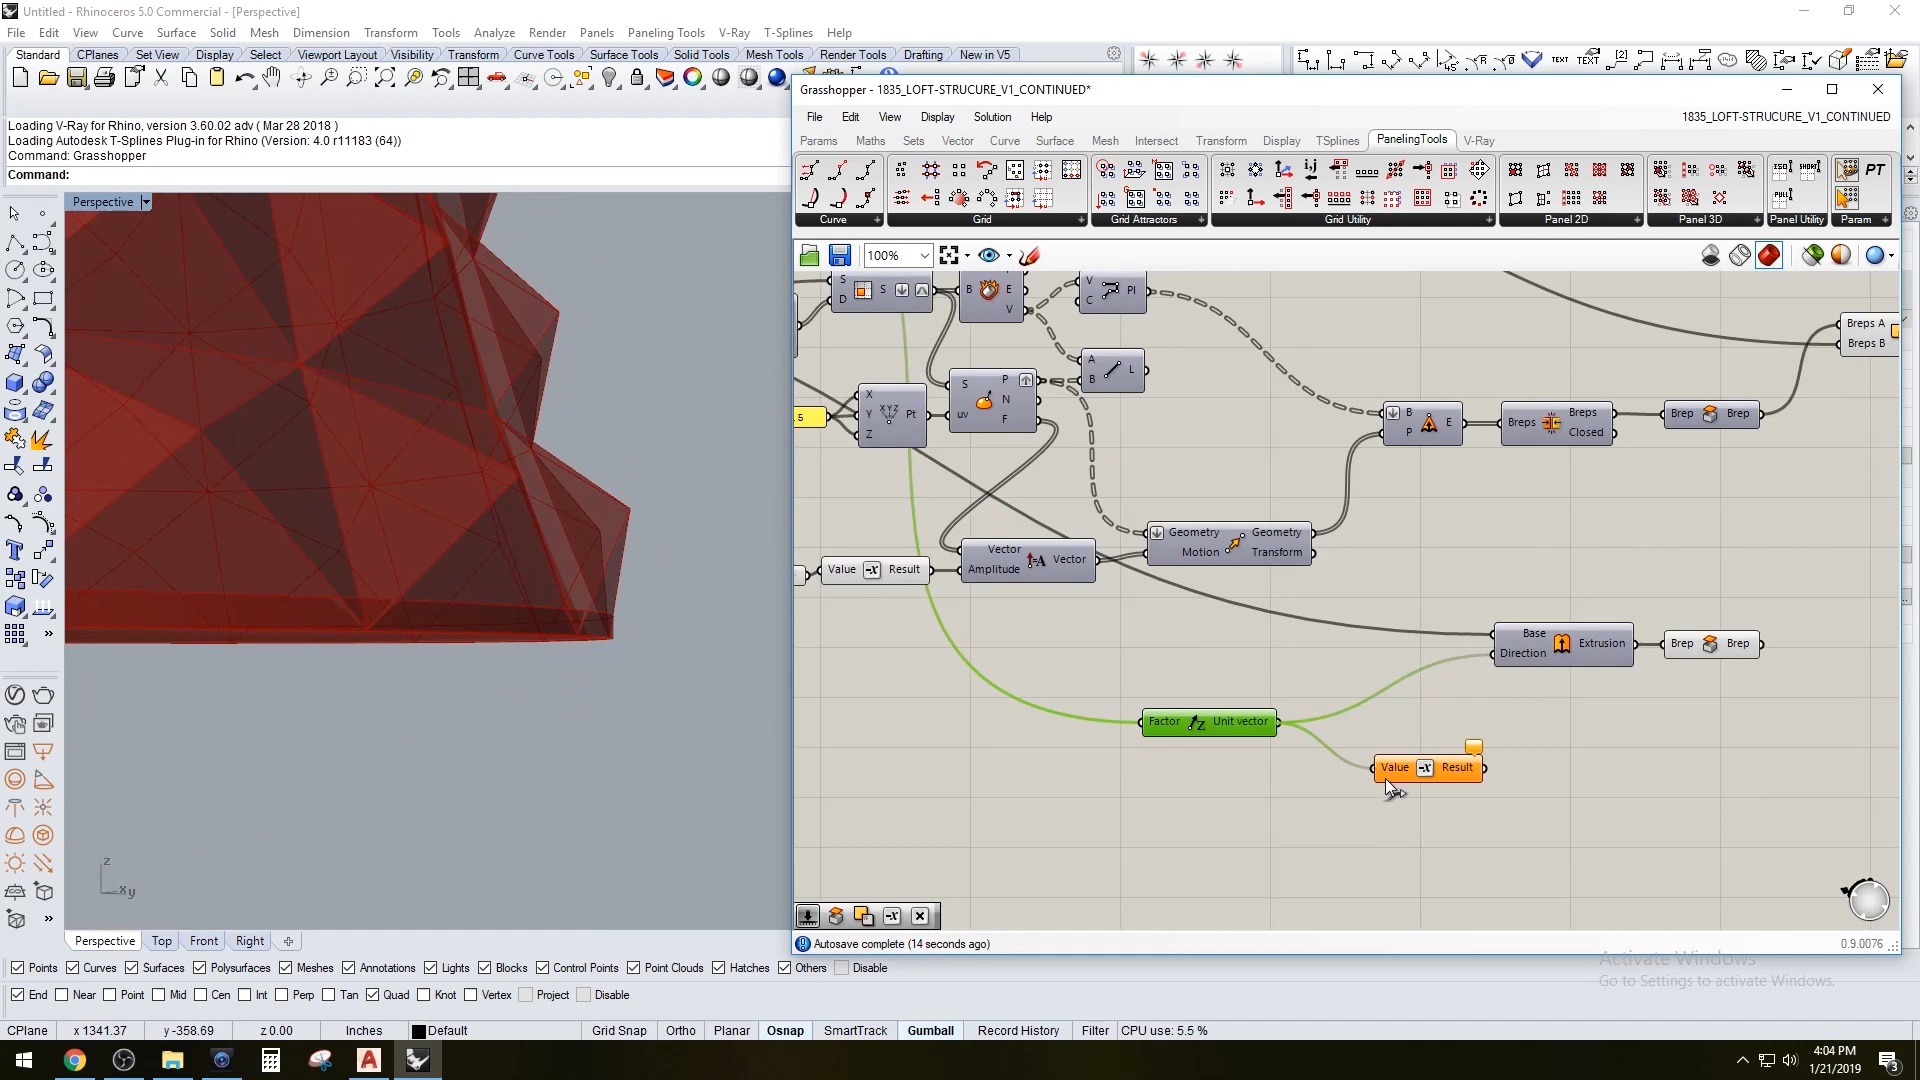 Untitled - Rhinoceros 5.0 Commercial - [Perspective]
File Edit View Curve Surface Solid Mesh Dimension Transform Tools Analyze Render Panels Paneling Tools V-Ray T-Splines Help
Standard CPlanes Set View Display Select Viewport Layout Visibility Transform Curve Tools Surface Tools Solid Tools Mesh Tools Render Tools Drafting New in V5
Loading V-Ray for Rhino, version 3.60.02 adv ( Mar 28 2018 )
Loading Autodesk T-Splines Plug-in for Rhino (Version: 4.0 r11183 (64))
Command: Grasshopper
Command:
Perspective
Grasshopper - 1835_LOFT-STRUCURE_V1_CONTINUED*
File Edit View Display Solution Help
1835_LOFT-STRUCURE_V1_CONTINUED
Params Maths Sets Vector Curve Surface Mesh Intersect Transform Display TSplines PanelingTools V-Ray
Curve Grid Grid Attractors Grid Utility Panel 2D Panel 3D Panel Utility Param
100%
S D S
B E V
V C Pl
A B L
X Y Z XYZ Pt
5
S uv P N F
B P E
Breps Breps Closed
Brep Brep
Breps A
Breps B
Geometry Geometry
Motion Transform
Vector Vector
Amplitude
Value -x Result
Base Extrusion
Direction
Brep Brep
Factor Z Unit vector
Value -x Result
Autosave complete (14 seconds ago)
0.9.0076
z
x y
Perspective Top Front Right
Points Curves Surfaces Polysurfaces Meshes Annotations Lights Blocks Control Points Point Clouds Hatches Others Disable
End Near Point Mid Cen Int Perp Tan Quad Knot Vertex Project Disable
Activate Windows
Go to Settings to activate Windows.
CPlane x 1341.37 y -358.69 z 0.00 Inches Default Grid Snap Ortho Planar Osnap SmartTrack Gumball Record History Filter CPU use: 5.5 %
4:04 PM
1/21/2019
3